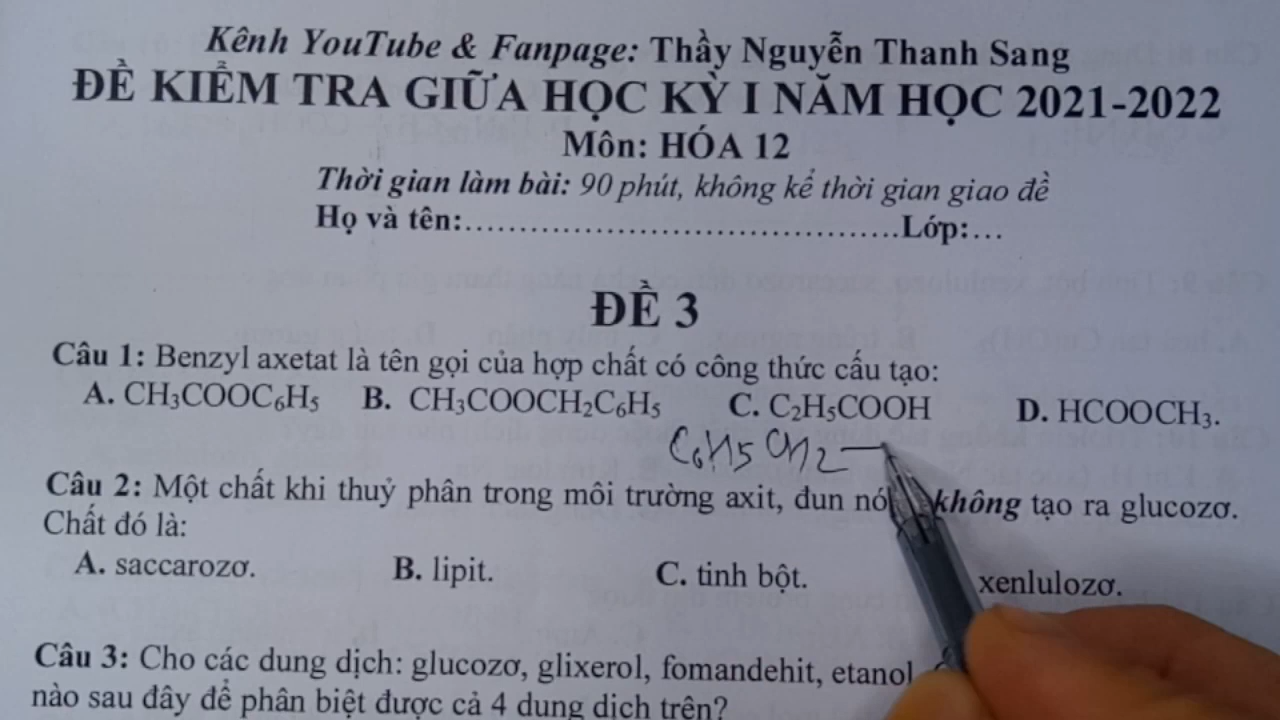 Kênh YouTube & Fanpage: Thầy Nguyễn Thanh Sang
ĐỀ KIỂM TRA GIỮA HỌC KỲ I NĂM HỌC 2021-2022
Môn: HÓA 12
Thời gian làm bài: 90 phút, không kể thời gian giao đề
Họ và tên:..........................................Lớp:...
ĐỀ 3
Câu 1: Benzyl axetat là tên gọi của hợp chất có công thức cấu tạo:
A. CH₃COOC₆H₅ B. CH₃COOCH₂C₆H₅ C. C₂H₅COOH D. HCOOCH₃.
C₆H₅CH₂—
Câu 2: Một chất khi thuỷ phân trong môi trường axit, đun không tạo ra glucozơ.
Chất đó là:
A. saccarozơ. B. lipit. C. tinh bột. xenlulozơ.
Câu 3: Cho các dung dịch: glucozơ, glixerol, fomandehit, etanol
nào sau đây để phân biệt được cả 4 dung dịch trên?